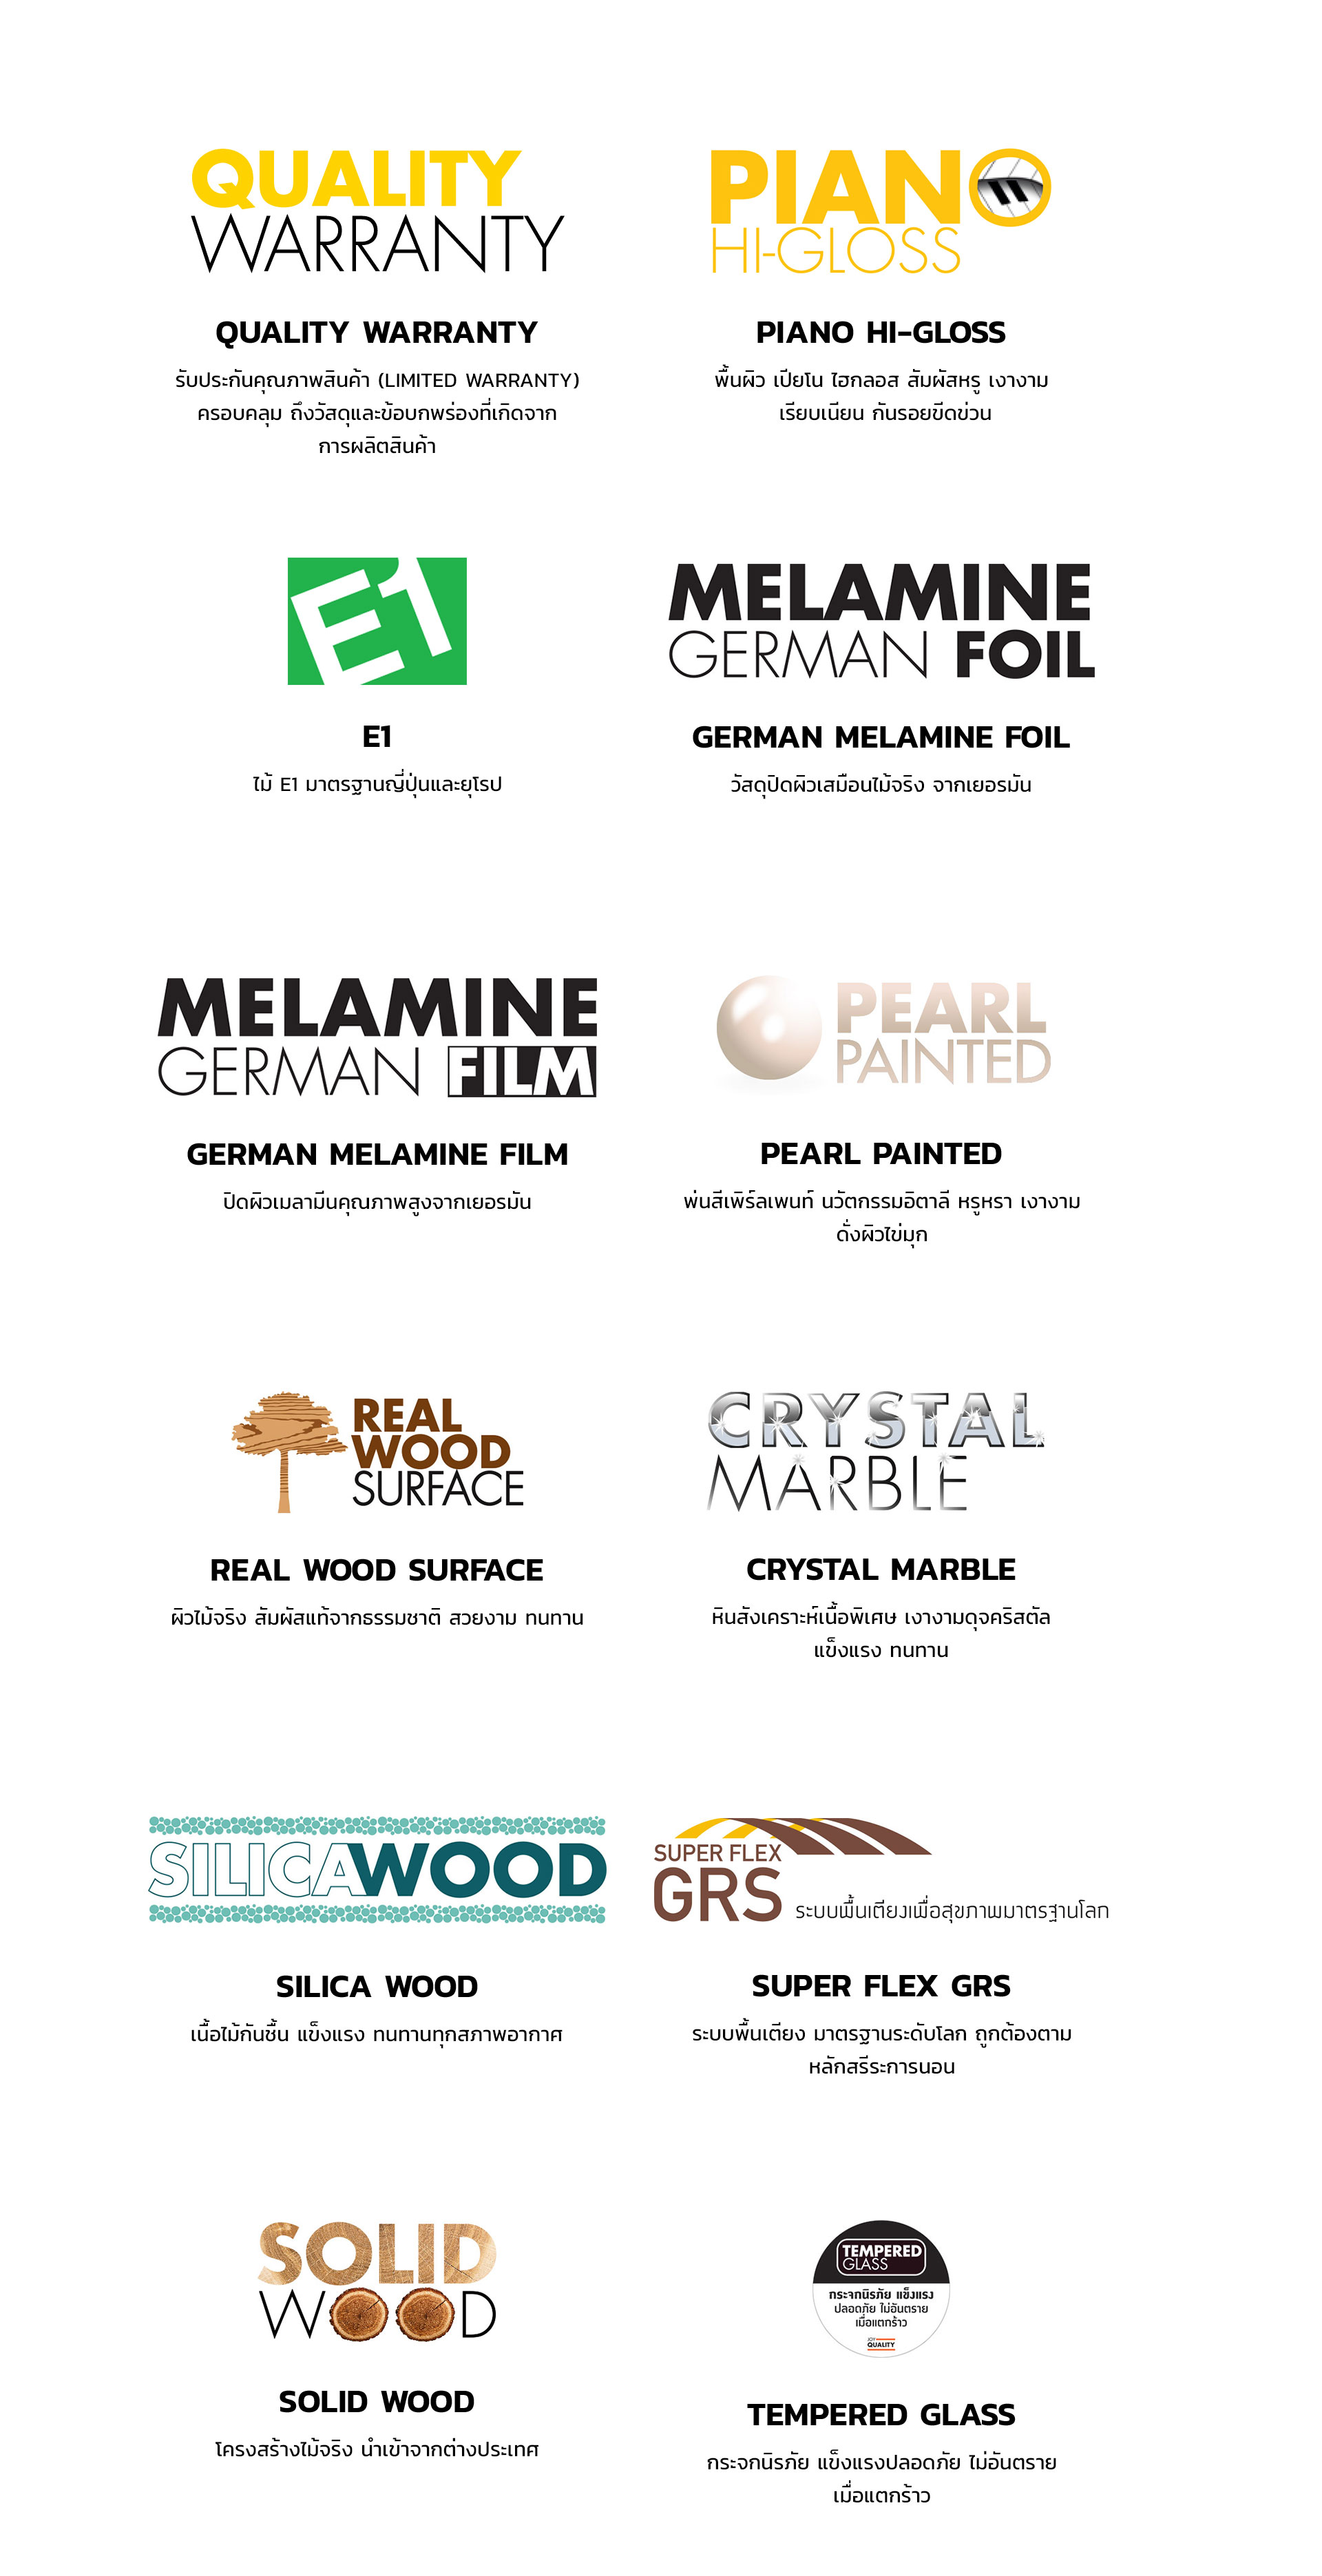 QUALITY
WARRANTY
QUALITY WARRANTY
รับประกันคุณภาพสินค้า (LIMITED WARRANTY)
ครอบคลุม ถึงวัสดุและข้อบกพร่องที่เกิดจาก
การผลิตสินค้า
PIANO
HI-GLOSS
PIANO HI-GLOSS
พื้นผิว เปียโน ไฮกลอส สัมผัสหรู เงางาม
เรียบเนียน กันรอยขีดข่วน
E1
E1
ไม้ E1 มาตรฐานญี่ปุ่นและยุโรป
MELAMINE
GERMAN FOIL
GERMAN MELAMINE FOIL
วัสดุปิดผิวเสมือนไม้จริง จากเยอรมัน
MELAMINE
GERMAN FILM
GERMAN MELAMINE FILM
ปิดผิวเมลามีนคุณภาพสูงจากเยอรมัน
PEARL
PAINTED
PEARL PAINTED
พ่นสีเพิร์ลเพนท์ นวัตกรรมอิตาลี หรูหรา เงางาม
ดั่งผิวไข่มุก
REAL
WOOD
SURFACE
REAL WOOD SURFACE
ผิวไม้จริง สัมผัสแท้จากธรรมชาติ สวยงาม ทนทาน
CRYSTAL
MARBLE
CRYSTAL MARBLE
หินสังเคราะห์เนื้อพิเศษ เงางามดุจคริสตัล
แข็งแรง ทนทาน
SILICAWOOD
SILICA WOOD
เนื้อไม้กันชื้น แข็งแรง ทนทานทุกสภาพอากาศ
SUPER FLEX
GRS ระบบพื้นเตียงเพื่อสุขภาพมาตรฐานโลก
SUPER FLEX GRS
ระบบพื้นเตียง มาตรฐานระดับโลก ถูกต้องตาม
หลักสรีระการนอน
SOLID
WOOD
SOLID WOOD
โครงสร้างไม้จริง นำเข้าจากต่างประเทศ
TEMPERED
GLASS
กระจกนิรภัย แข็งแรง
ปลอดภัย ไม่อันตราย
เมื่อแตกร้าว
JOY
QUALITY
TEMPERED GLASS
กระจกนิรภัย แข็งแรงปลอดภัย ไม่อันตราย
เมื่อแตกร้าว